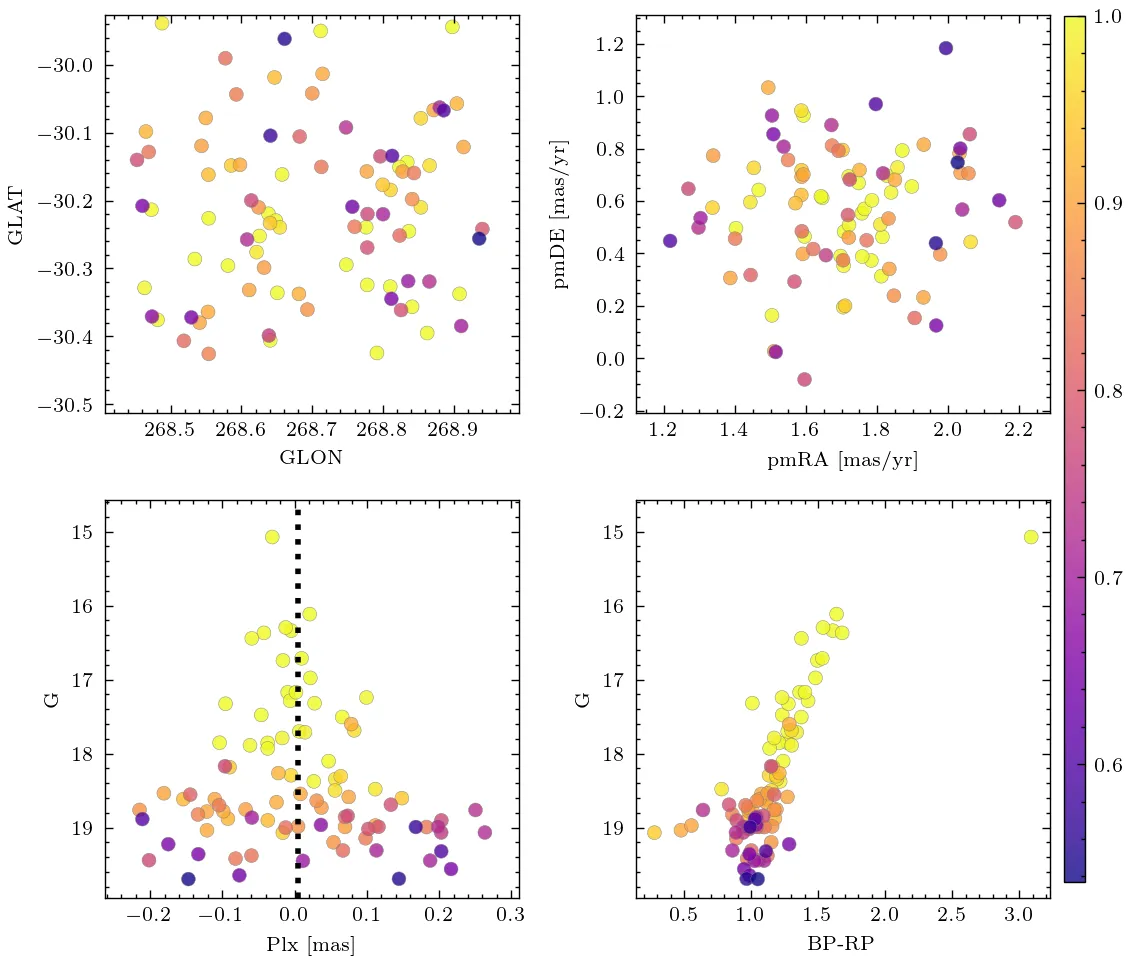 −30.0
−30.1
−30.2
−30.3
−30.4
−30.5
GLAT
268.5 268.6 268.7 268.8 268.9
GLON
1.2
1.0
0.8
0.6
0.4
0.2
0.0
−0.2
pmDE [mas/yr]
1.2 1.4 1.6 1.8 2.0 2.2
pmRA [mas/yr]
15
16
17
18
19
G
−0.2 −0.1 0.0 0.1 0.2 0.3
Plx [mas]
15
16
17
18
19
G
0.5 1.0 1.5 2.0 2.5 3.0
BP-RP
1.0
0.9
0.8
0.7
0.6